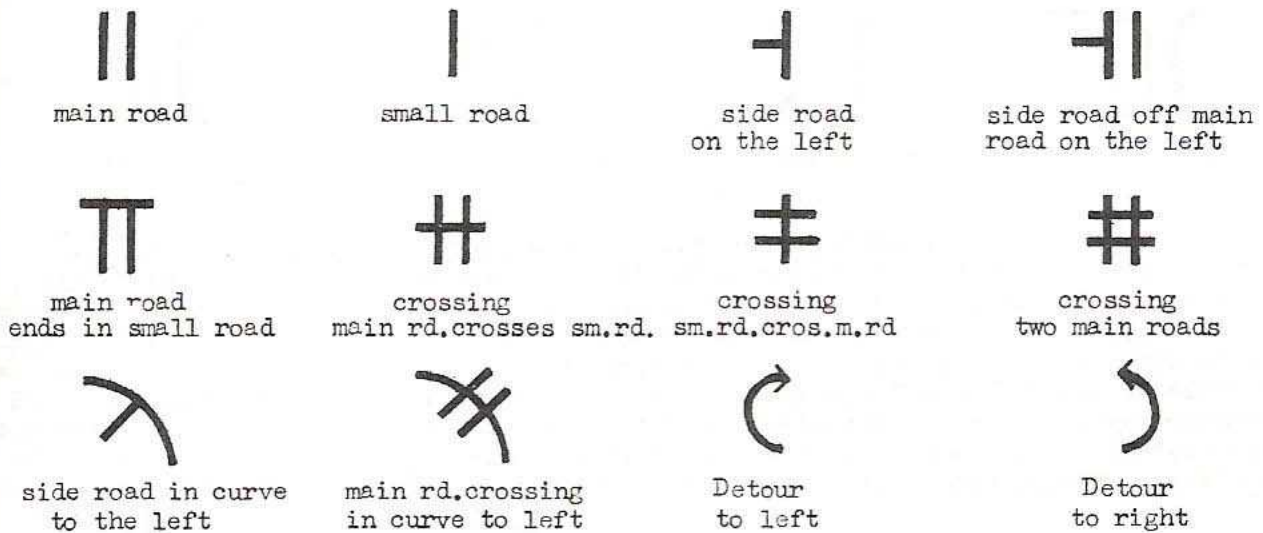 main road
small road
side road
on the left
side road off main
road on the left
main road
ends in small road
crossing
main rd.crosses sm.rd.
crossing
sm.rd.cros.m.rd
crossing
two main roads
side road in curve
to the left
main rd.crossing
in curve to left
Detour
to left
Detour
to right